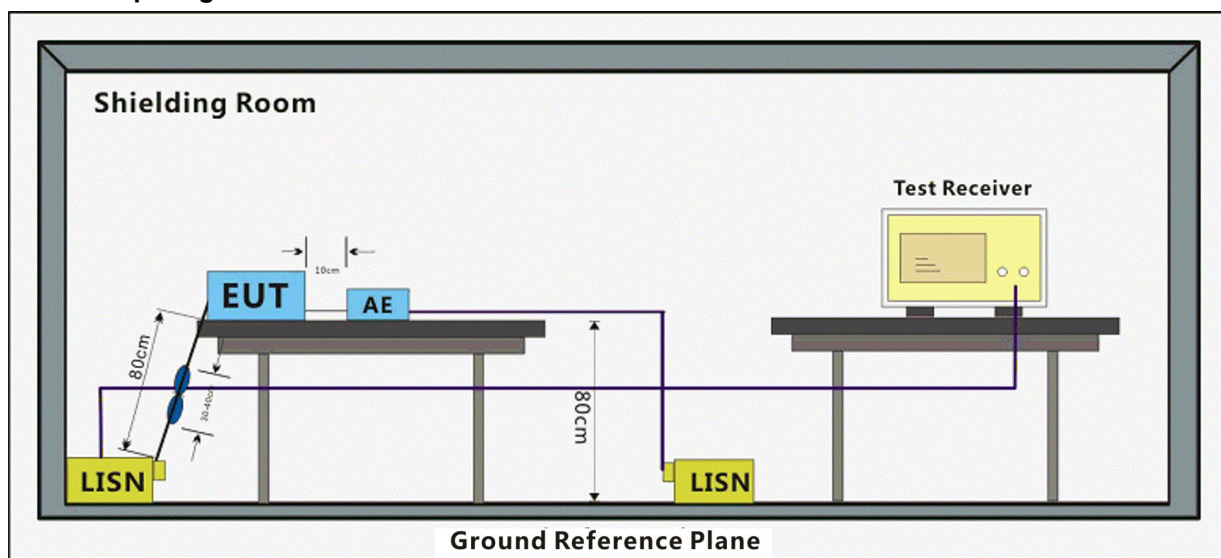 Shielding Room
Test Receiver
10cm
EUT
AE
80cm
30-40cm
80cm
LISN
LISN
Ground Reference Plane